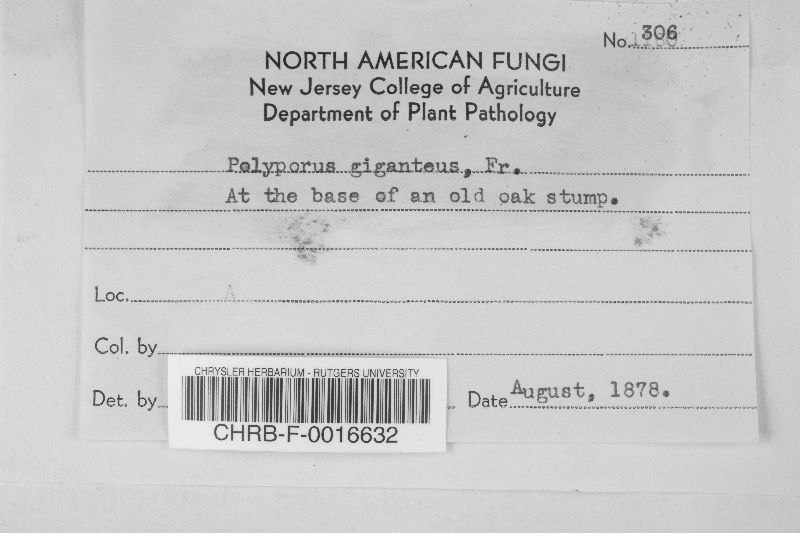 No. 306
NORTH AMERICAN FUNGI
New Jersey College of Agriculture
Department of Plant Pathology
Polyporus giganteus, Fr.
At the base of an old oak stump.
Loc. A
Col. by
Det. by
Date August, 1878.
CHRYSLER HERBARIUM - RUTGERS UNIVERSITY
CHRB-F-0016632